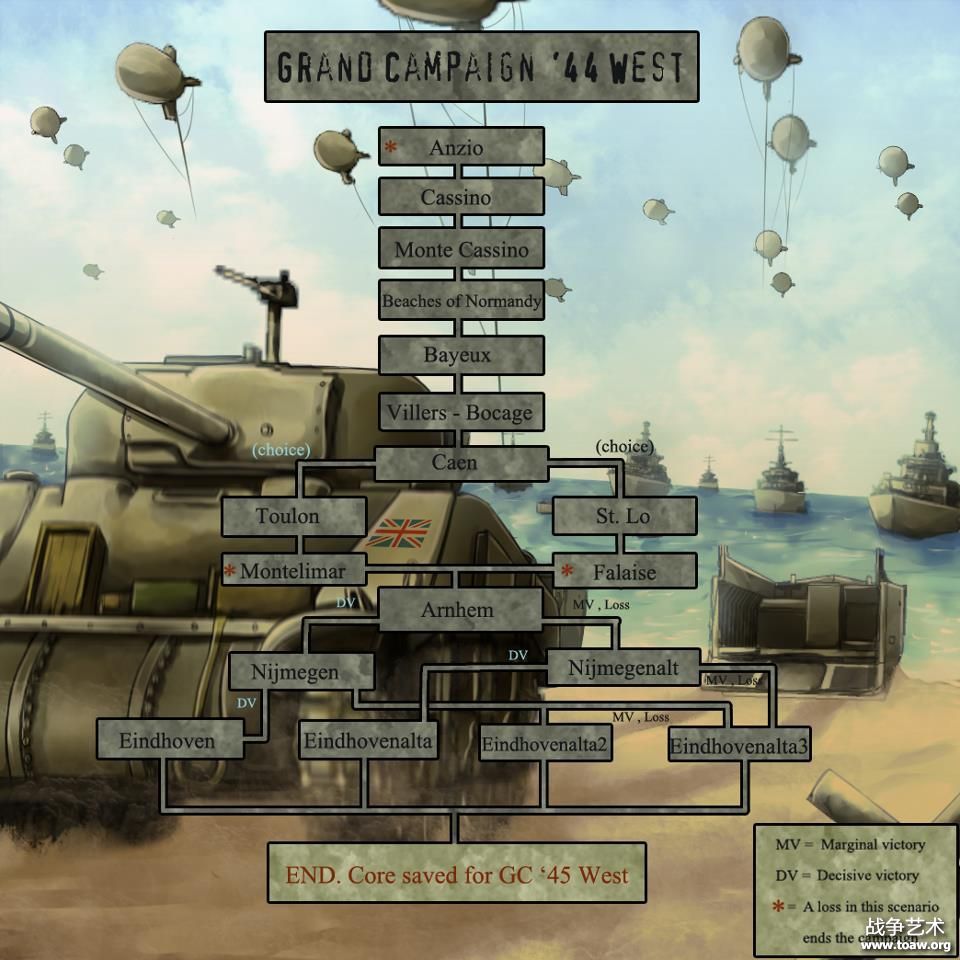 GRAND CAMPAIGN '44 WEST
* Anzio
Cassino
Monte Cassino
Beaches of Normandy
Bayeux
Villers - Bocage
(choice)
(choice)
Caen
Toulon
St. Lo
* Montelimar
* Falaise
DV
Arnhem
MV , Loss
Nijmegen
DV
Nijmegenalt
MV , Loss
DV
MV , Loss
Eindhoven
Eindhovenalta
Eindhovenalta2
Eindhovenalta3
END. Core saved for GC '45 West
MV = Marginal victory
DV = Decisive victory
* = A loss in this scenario
ends the campaign
战争艺术
www.toaw.org